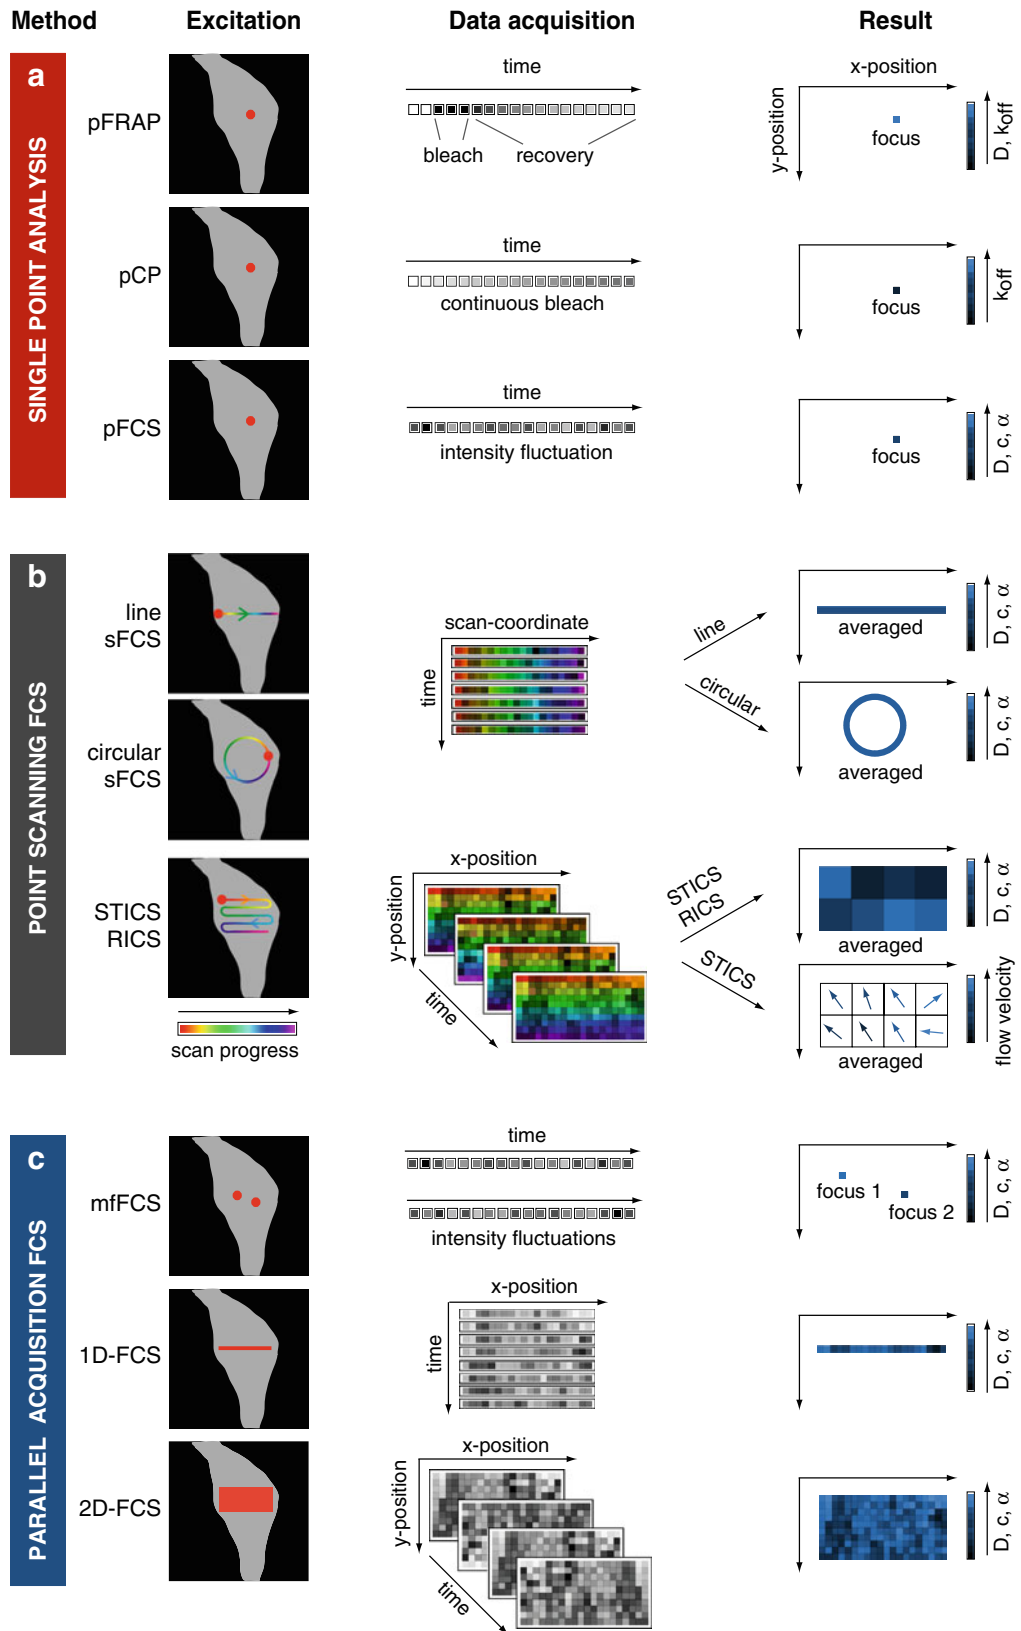 Method Excitation Data acquisition Result
a
SINGLE POINT ANALYSIS
pFRAP
time
bleach recovery
x-position
y-position
focus
D, koff
pCP
time
continuous bleach
focus
koff
pFCS
time
intensity fluctuation
focus
D, c, α
b
POINT SCANNING FCS
line
sFCS
scan-coordinate
time
line
circular
averaged
D, c, α
circular
sFCS
averaged
D, c, α
STICS
RICS
x-position
y-position
time
STICS
RICS
STICS
averaged
D, c, α
averaged
flow velocity
scan progress
c
PARALLEL ACQUISITION FCS
mfFCS
time
intensity fluctuations
focus 1
focus 2
D, c, α
1D-FCS
x-position
time
D, c, α
2D-FCS
x-position
y-position
time
D, c, α